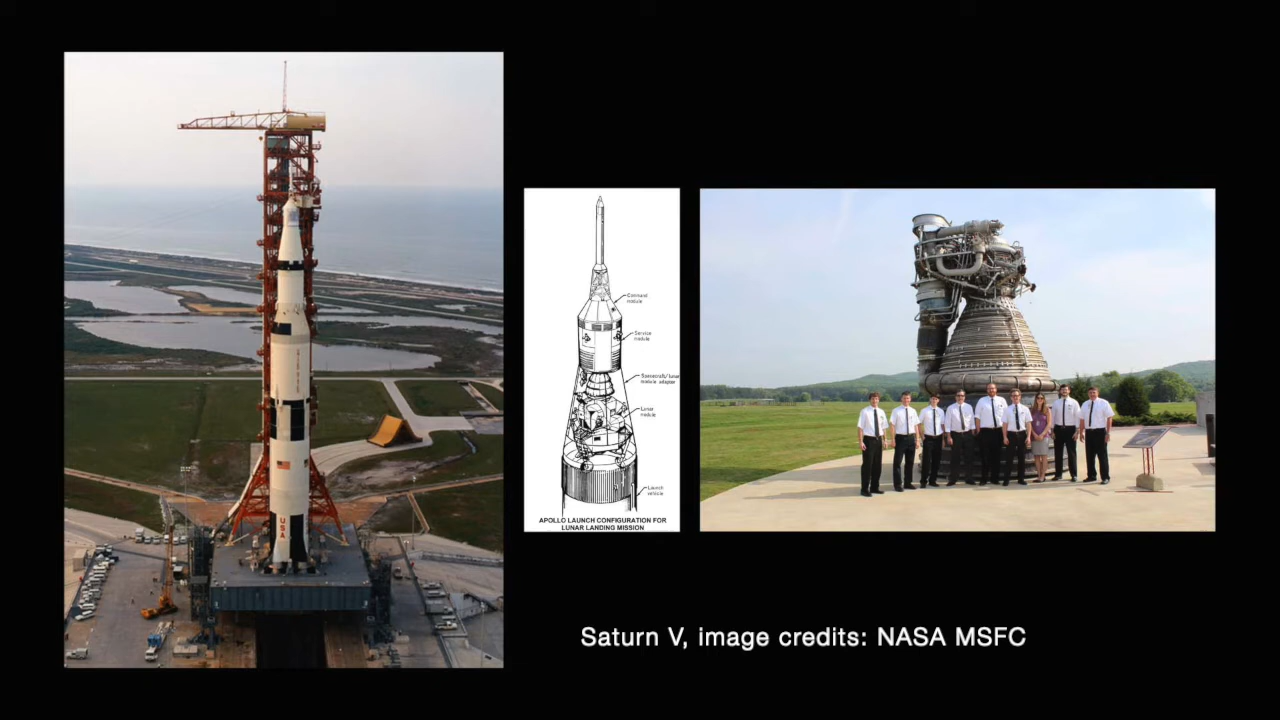 USA
Command
module
Service
module
Spacecraft/lunar
module adapter
Lunar
module
Launch
vehicle
APOLLO LAUNCH CONFIGURATION FOR
LUNAR LANDING MISSION
Saturn V, image credits: NASA MSFC